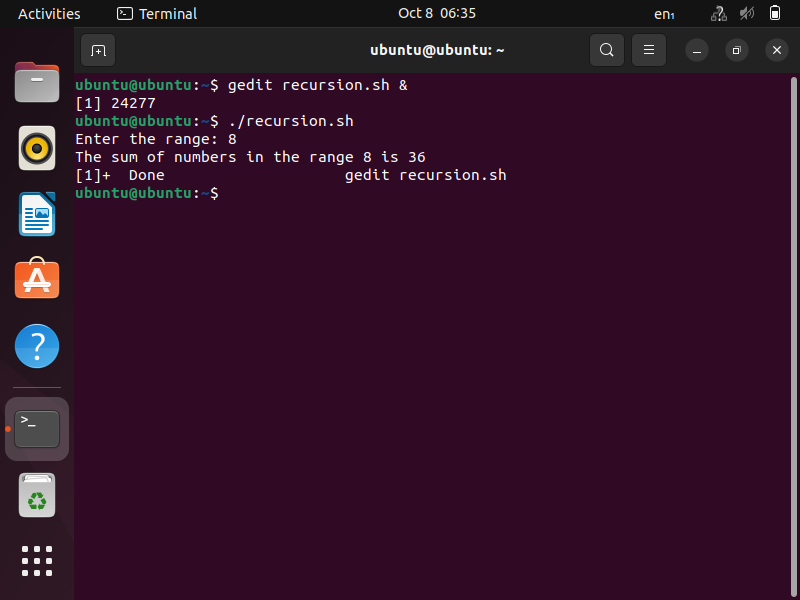 Activities Terminal Oct 8 06:35 en₁
ubuntu@ubuntu: ~
ubuntu@ubuntu:~$ gedit recursion.sh &
[1] 24277
ubuntu@ubuntu:~$ ./recursion.sh
Enter the range: 8
The sum of numbers in the range 8 is 36
[1]+  Done                    gedit recursion.sh
ubuntu@ubuntu:~$